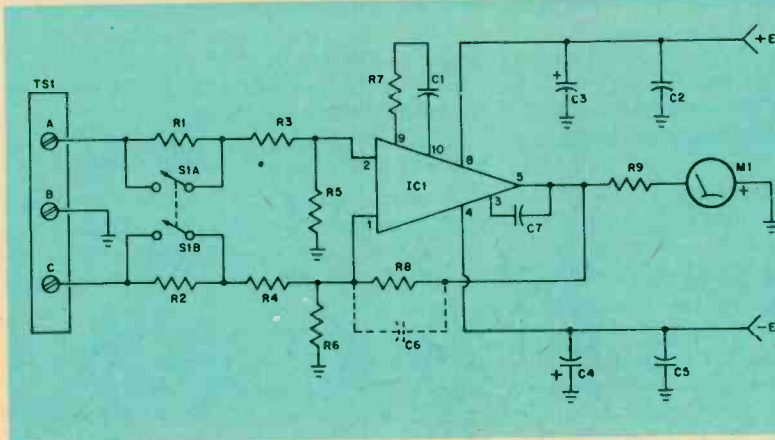 TS1
A
B
C
R1
R2
S1A
S1B
R3
R4
R5
R6
R7
C1
2
1
9
10
IC1
8
5
4
3
C7
R8
C6
C3
+
C2
+E
R9
M1
+
C4
+
C5
-E